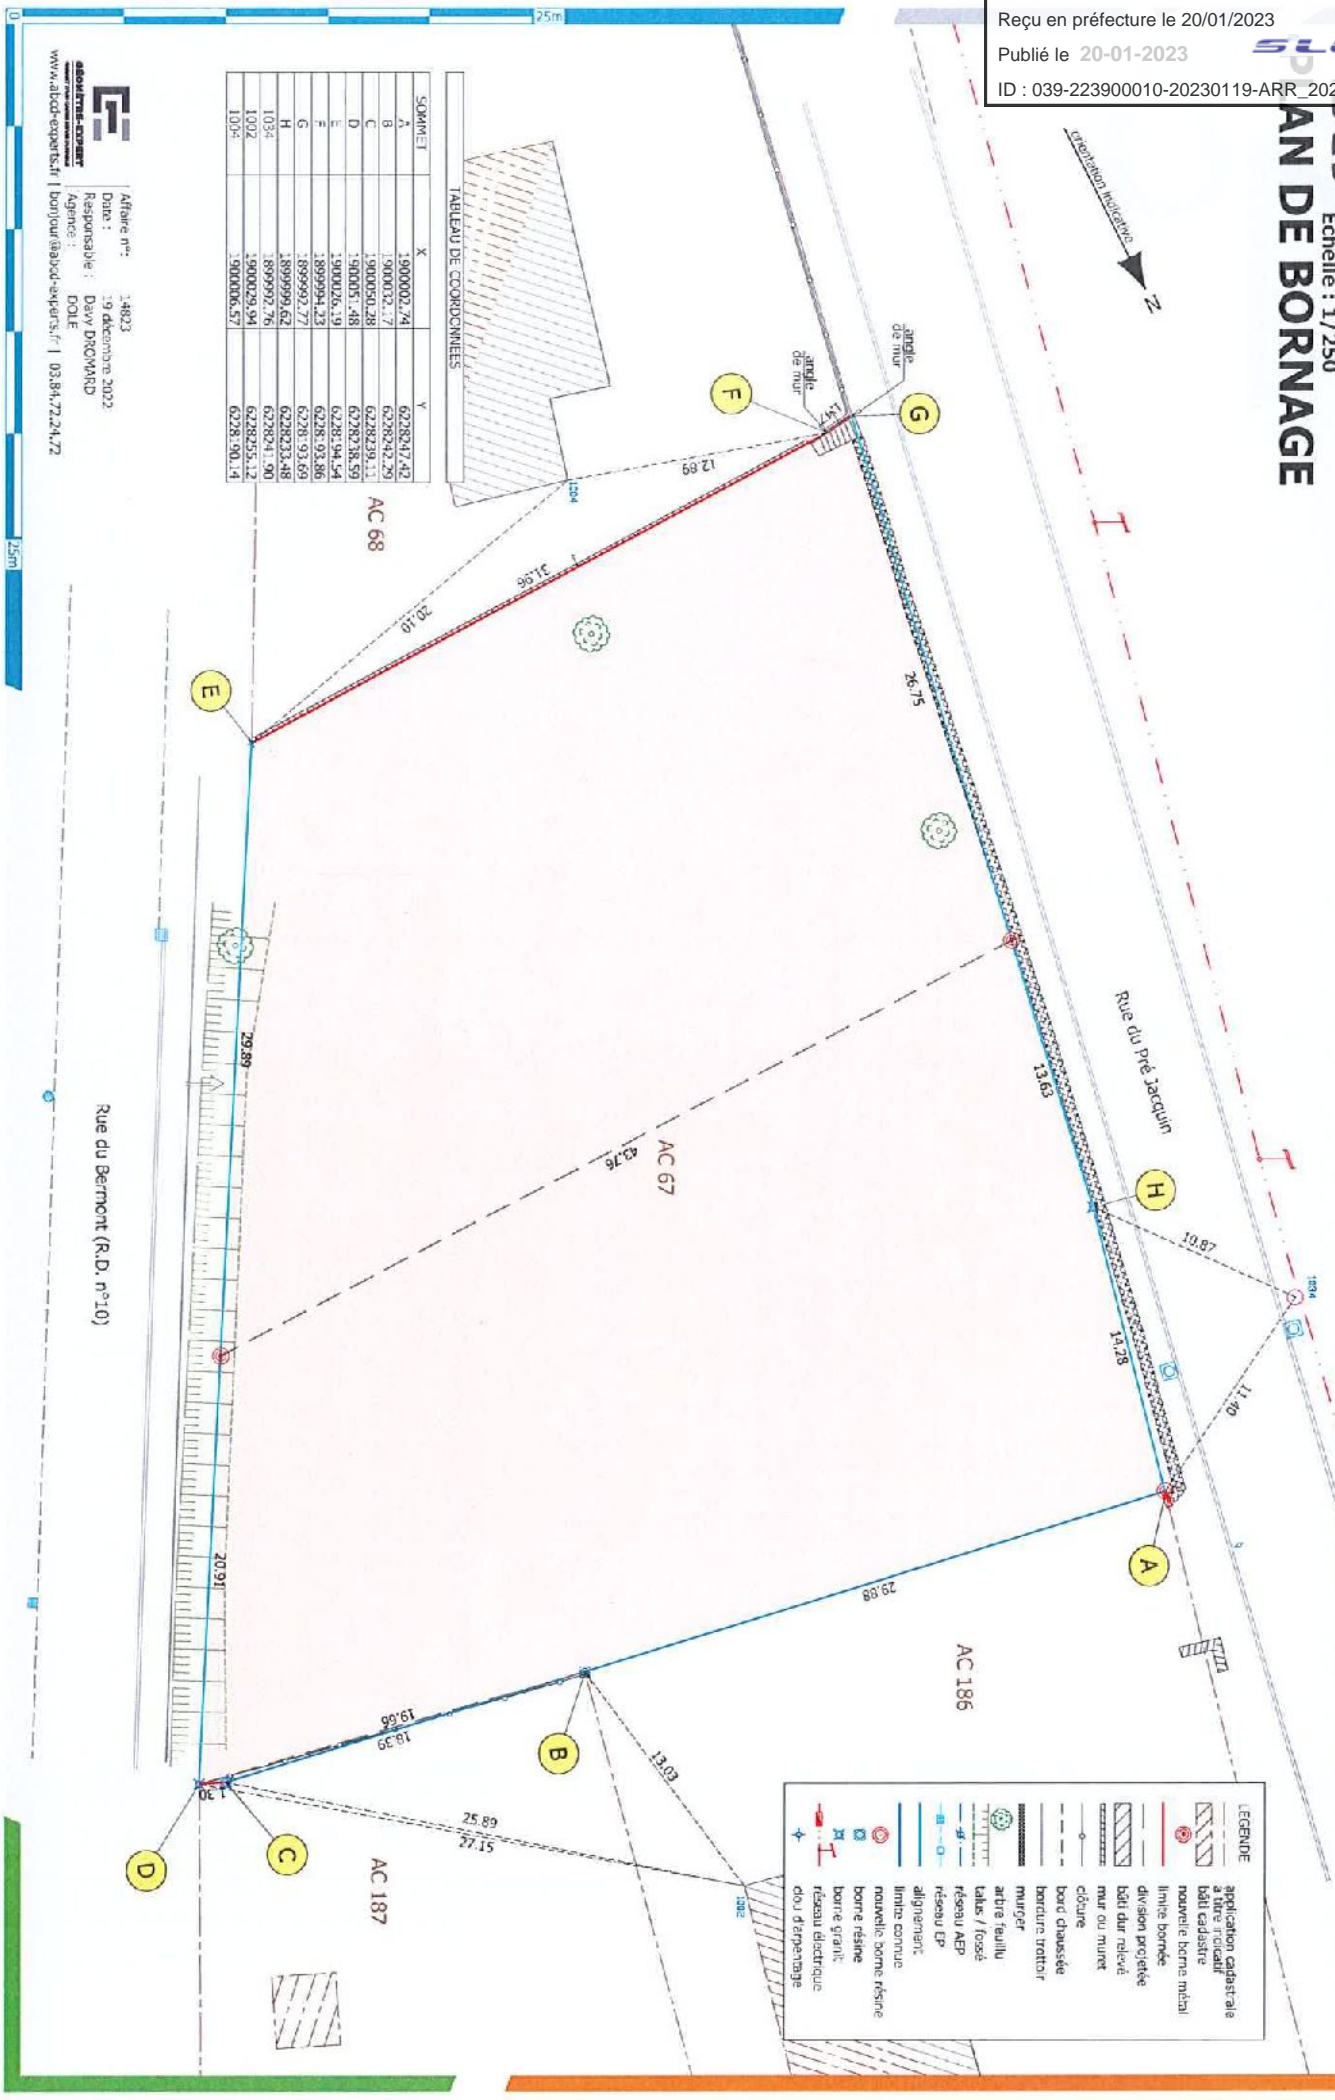 Reçu en préfecture le 20/01/2023
Publié le 20-01-2023
ID : 039-223900010-20230119-ARR_202
Echelle : 1/250
PLAN DE BORNAGE
orientation indicative
N
25m
0
25m
TABLEAU DE COORDONNEES
SOMMET X Y
A 1900002.74 6228247.42
B 1900032.17 6228242.29
C 1900050.28 6228239.11
D 1900051.48 6228238.59
E 1900026.19 6228194.54
F 1899994.23 6228193.86
G 1899992.77 6228193.69
H 1899999.62 6228233.48
1034 1899992.76 6228241.90
1002 1900029.94 6228255.12
1004 1900006.57 6228190.14
GÉOMÈTRE-EXPERT
Affaire n° : 14823
Date : 19 décembre 2022
Responsable : Davy DROMARD
Agence : DOLE
www.abcd-experts.fr | bonjour@abcd-experts.fr | 03.84.72.24.72
angle
de mur
angle
de mur
G
F
1.47
12.89
1004
AC 68
31.96
20.10
E
26.75
Rue du Pré Jacquin
13.63
H
10.87
1034
14.28
11.40
A
AC 67
43.76
29.89
20.91
Rue du Bermont (R.D. n°10)
29.88
AC 186
B
13.03
19.66
18.39
1.30
25.89
27.15
1002
C
D
AC 187
LEGENDE
application cadastrale
à titre indicatif
bâti cadastre
nouvelle borne métal
limite bornée
division projetée
bâti dur relevé
mur ou muret
clôture
bord chaussée
bordure trottoir
murger
arbre feuillu
talus / fossé
réseau AEP
réseau EP
alignement
limite connue
nouvelle borne résine
borne résine
borne granit
réseau électrique
clou d'arpentage